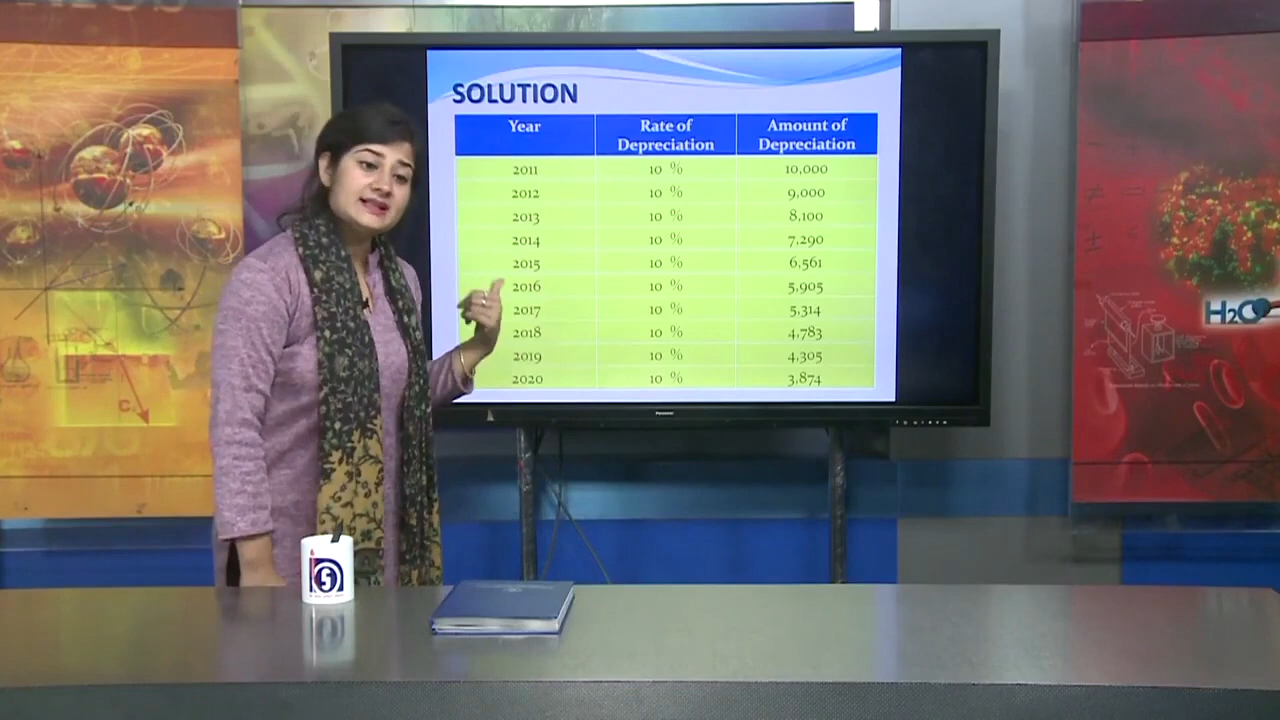 SOLUTION
Year Rate of Depreciation Amount of Depreciation
2011 10 % 10,000
2012 10 % 9,000
2013 10 % 8,100
2014 10 % 7,290
2015 10 % 6,561
2016 10 % 5,905
2017 10 % 5,314
2018 10 % 4,783
2019 10 % 4,305
2020 10 % 3,874
Panasonic
H2O
C
5